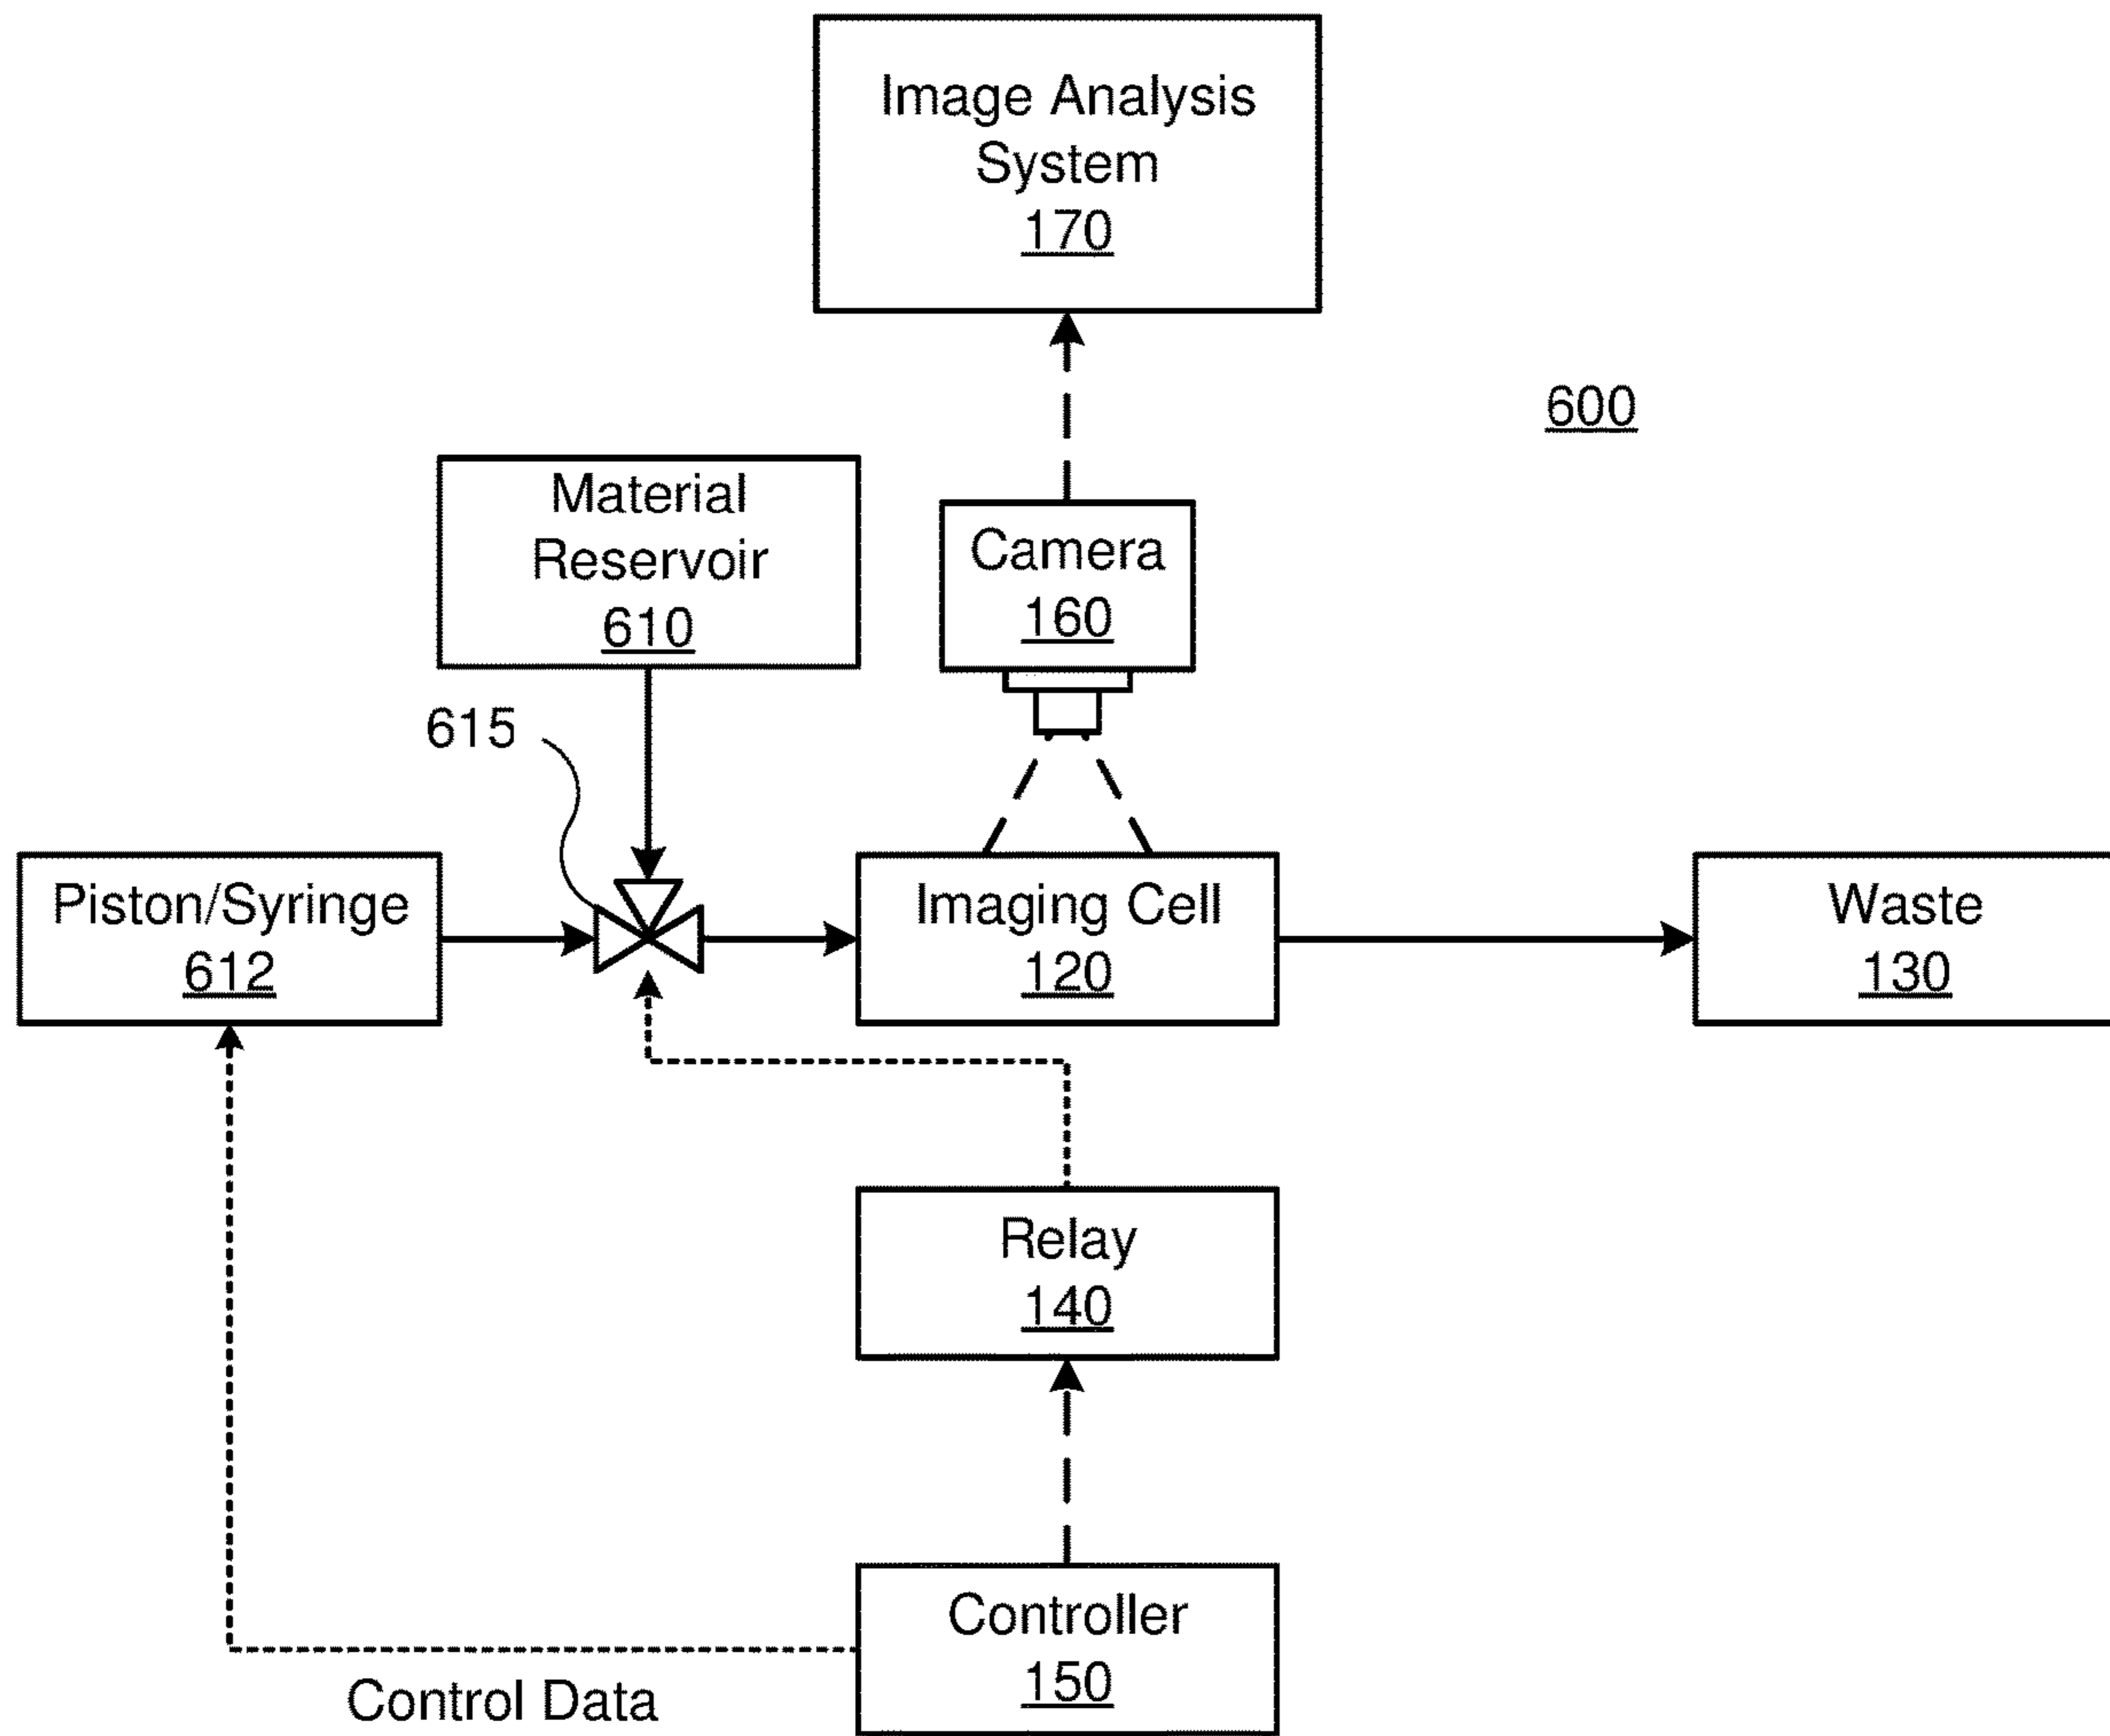 Image Analysis
System
170
600
Material
Reservoir
610
Camera
160
615
Piston/Syringe
612
Imaging Cell
120
Waste
130
Relay
140
Controller
150
Control Data